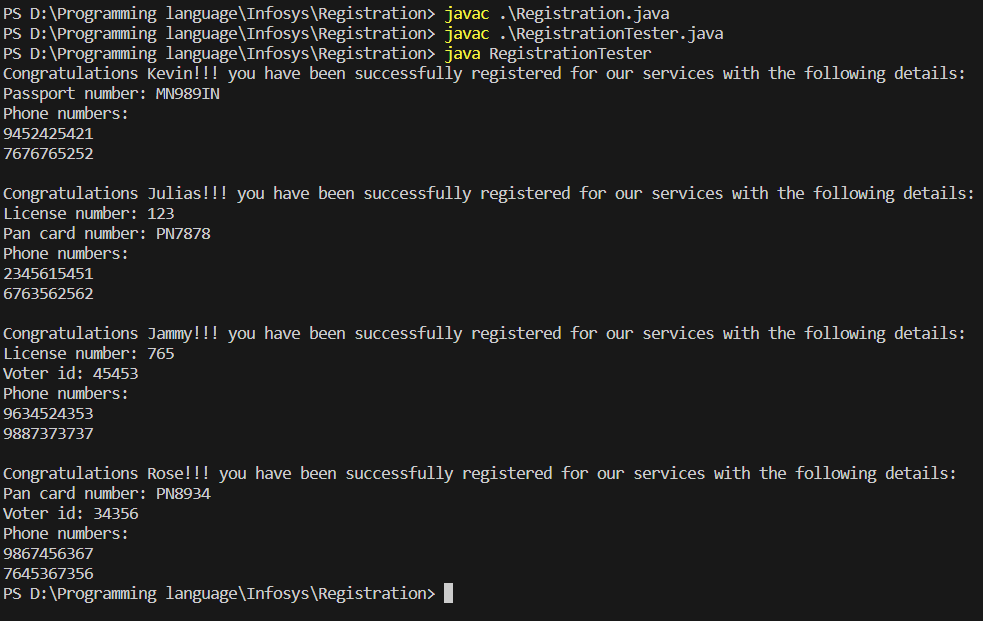 PS D:\Programming language\Infosys\Registration> javac .\Registration.java
PS D:\Programming language\Infosys\Registration> javac .\RegistrationTester.java
PS D:\Programming language\Infosys\Registration> java RegistrationTester
Congratulations Kevin!!! you have been successfully registered for our services with the following details:
Passport number: MN989IN
Phone numbers:
9452425421
7676765252

Congratulations Julias!!! you have been successfully registered for our services with the following details:
License number: 123
Pan card number: PN7878
Phone numbers:
2345615451
6763562562

Congratulations Jammy!!! you have been successfully registered for our services with the following details:
License number: 765
Voter id: 45453
Phone numbers:
9634524353
9887373737

Congratulations Rose!!! you have been successfully registered for our services with the following details:
Pan card number: PN8934
Voter id: 34356
Phone numbers:
9867456367
7645367356
PS D:\Programming language\Infosys\Registration>